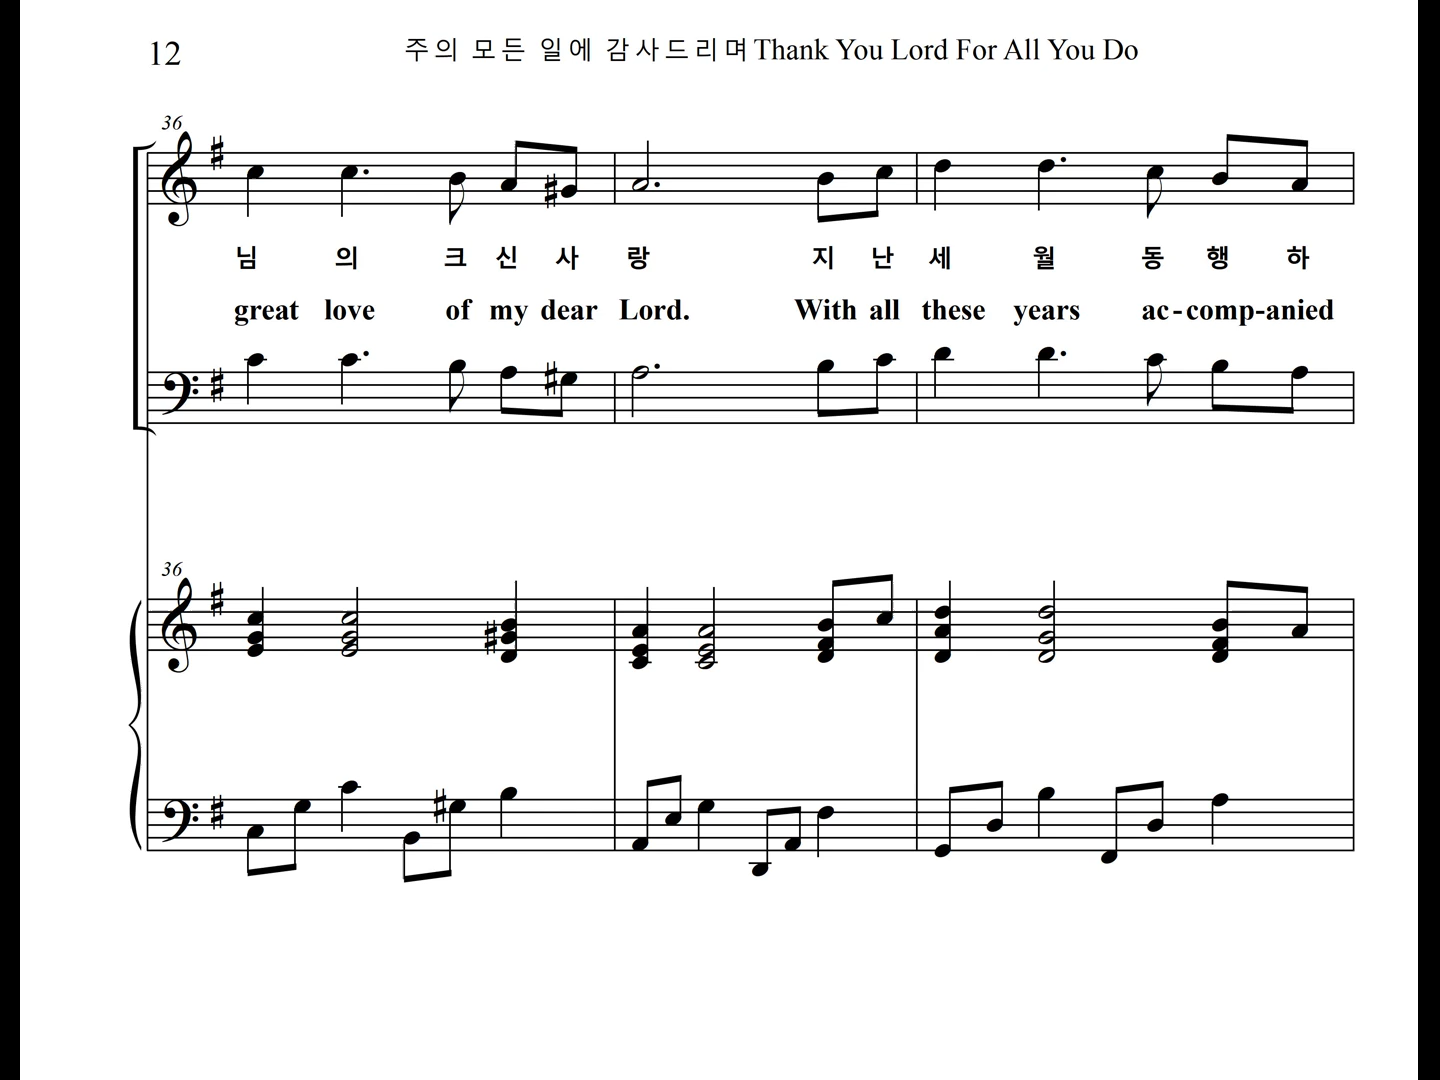 12
주의 모든 일에 감사드리며 Thank You Lord For All You Do
36
님 의 크 신 사 랑 지 난 세 월 동 행 하
great love of my dear Lord. With all these years ac-comp-anied
36